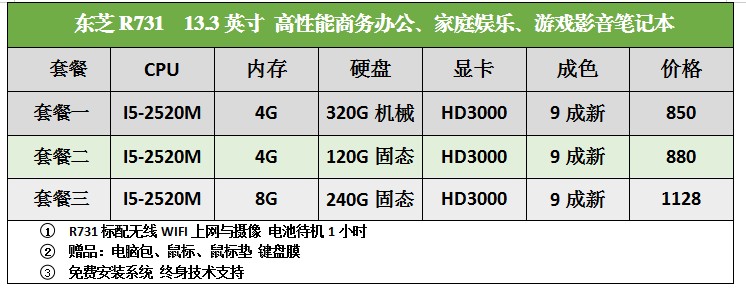 东芝 R731 13.3 英寸 高性能商务办公、家庭娱乐、游戏影音笔记本
套餐 CPU 内存 硬盘 显卡 成色 价格
套餐一 I5-2520M 4G 320G 机械 HD3000 9 成新 850
套餐二 I5-2520M 4G 120G 固态 HD3000 9 成新 880
套餐三 I5-2520M 8G 240G 固态 HD3000 9 成新 1128
① R731 标配无线 WIFI 上网与摄像 电池待机 1 小时
② 赠品：电脑包、鼠标、鼠标垫 键盘膜
③ 免费安装系统 终身技术支持